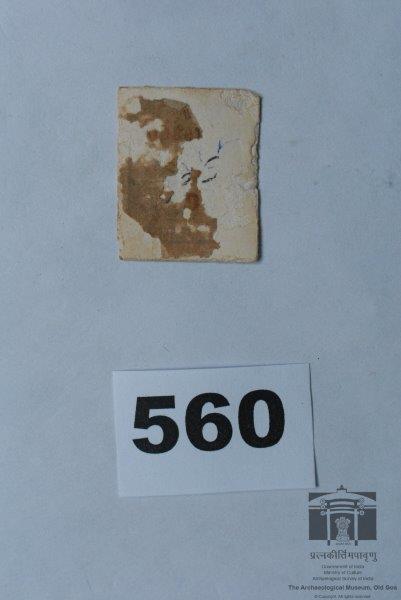 560
प्रत्नकीर्तिमपावृणु
Government of India
Ministry of Culture
Archaeological Survey of India
The Archaeological Museum, Old Goa
© Copyright. All rights reserved